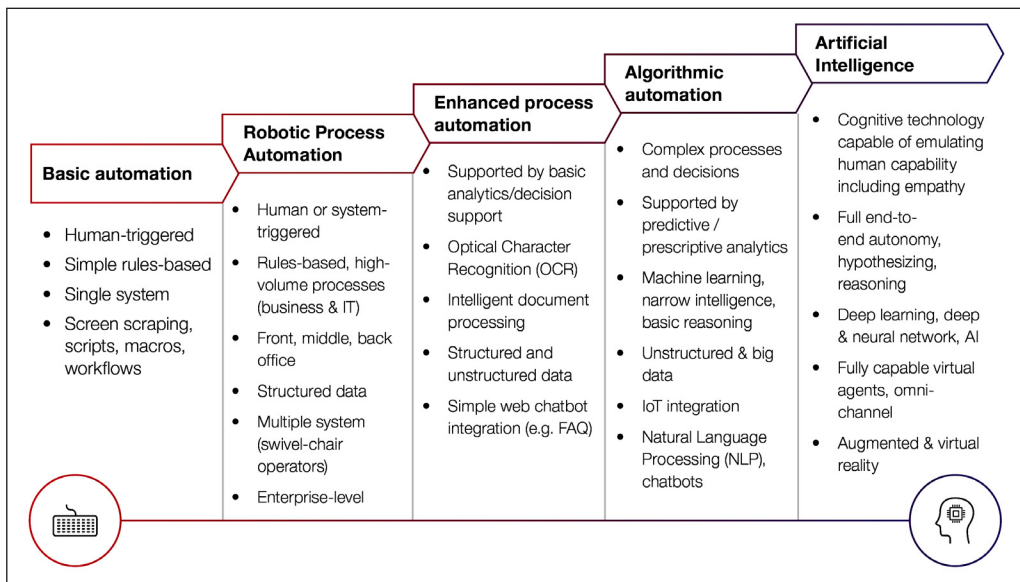 Basic automation
• Human-triggered
• Simple rules-based
• Single system
• Screen scraping,
scripts, macros,
workflows
Robotic Process
Automation
• Human or system-
triggered
• Rules-based, high-
volume processes
(business & IT)
• Front, middle, back
office
• Structured data
• Multiple system
(swivel-chair
operators)
• Enterprise-level
Enhanced process
automation
• Supported by basic
analytics/decision
support
• Optical Character
Recognition (OCR)
• Intelligent document
processing
• Structured and
unstructured data
• Simple web chatbot
integration (e.g. FAQ)
Algorithmic
automation
• Complex processes
and decisions
• Supported by
predictive /
prescriptive analytics
• Machine learning,
narrow intelligence,
basic reasoning
• Unstructured & big
data
• IoT integration
• Natural Language
Processing (NLP),
chatbots
Artificial
Intelligence
• Cognitive technology
capable of emulating
human capability
including empathy
• Full end-to-
end autonomy,
hypothesizing,
reasoning
• Deep learning, deep
& neural network, AI
• Fully capable virtual
agents, omni-
channel
• Augmented & virtual
reality